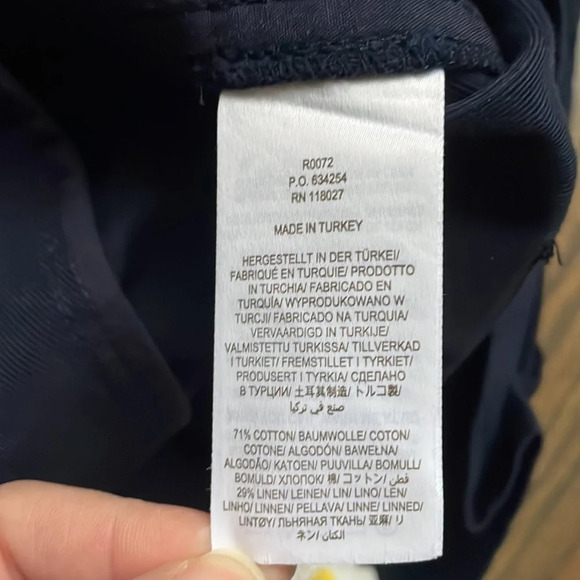 R0072
P.O. 634254
RN 118027
MADE IN TURKEY
HERGESTELLT IN DER TÜRKEI/
FABRIQUÉ EN TURQUIE/ PRODOTTO
IN TURCHIA/ FABRICADO EN
TURQUÍA/ WYPRODUKOWANO W
TURCJI/ FABRICADO NA TURQUIA/
VERVAARDIGD IN TURKIJE/
VALMISTETTU TURKISSA/ TILLVERKAD
I TURKIET/ FREMSTILLET I TYRKIET/
PRODUSERT I TYRKIA/ СДЕЛАНО
В ТУРЦИИ/ 土耳其制造/ トルコ製/
صنع في تركيا
71% COTTON/ BAUMWOLLE/ COTON/
COTONE/ ALGODÓN/ BAWEŁNA/
ALGODÃO/ KATOEN/ PUUVILLA/ BOMULL/
BOMULD/ ХЛОПОК/ 棉/ コットン/ قطن/
29% LINEN/ LEINEN/ LIN/ LINO/ LEN/
LINHO/ LINNEN/ PELLAVA/ LINNE/ LINNED/
LINTØY/ ЛЬНЯНАЯ ТКАНЬ/ 亚麻/ リ
ネン/ الكتان/